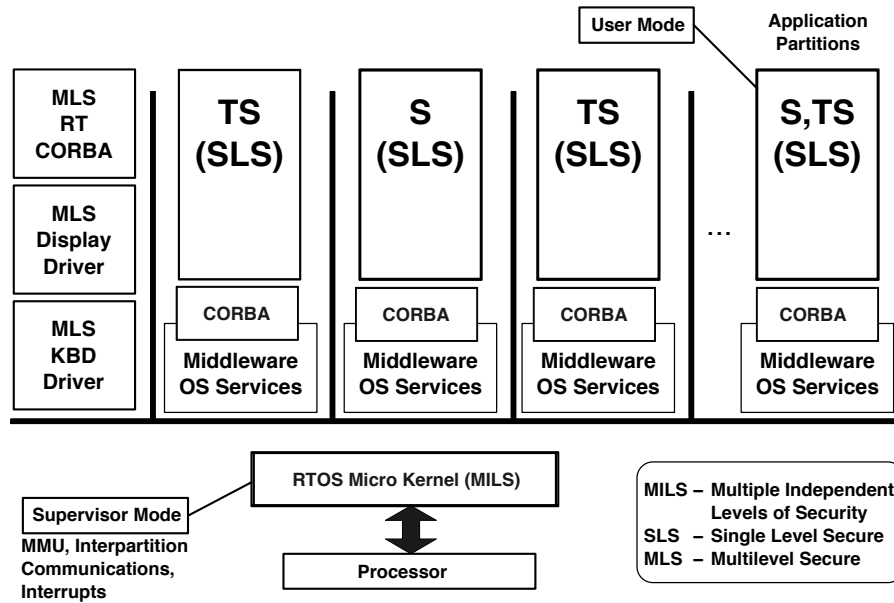 User Mode
Application
Partitions
MLS
RT
CORBA
MLS
Display
Driver
MLS
KBD
Driver
TS
(SLS)
CORBA
Middleware
OS Services
S
(SLS)
CORBA
Middleware
OS Services
TS
(SLS)
CORBA
Middleware
OS Services
...
S,TS
(SLS)
CORBA
Middleware
OS Services
RTOS Micro Kernel (MILS)
Supervisor Mode
MMU, Interpartition
Communications,
Interrupts
Processor
MILS – Multiple Independent
Levels of Security
SLS – Single Level Secure
MLS – Multilevel Secure